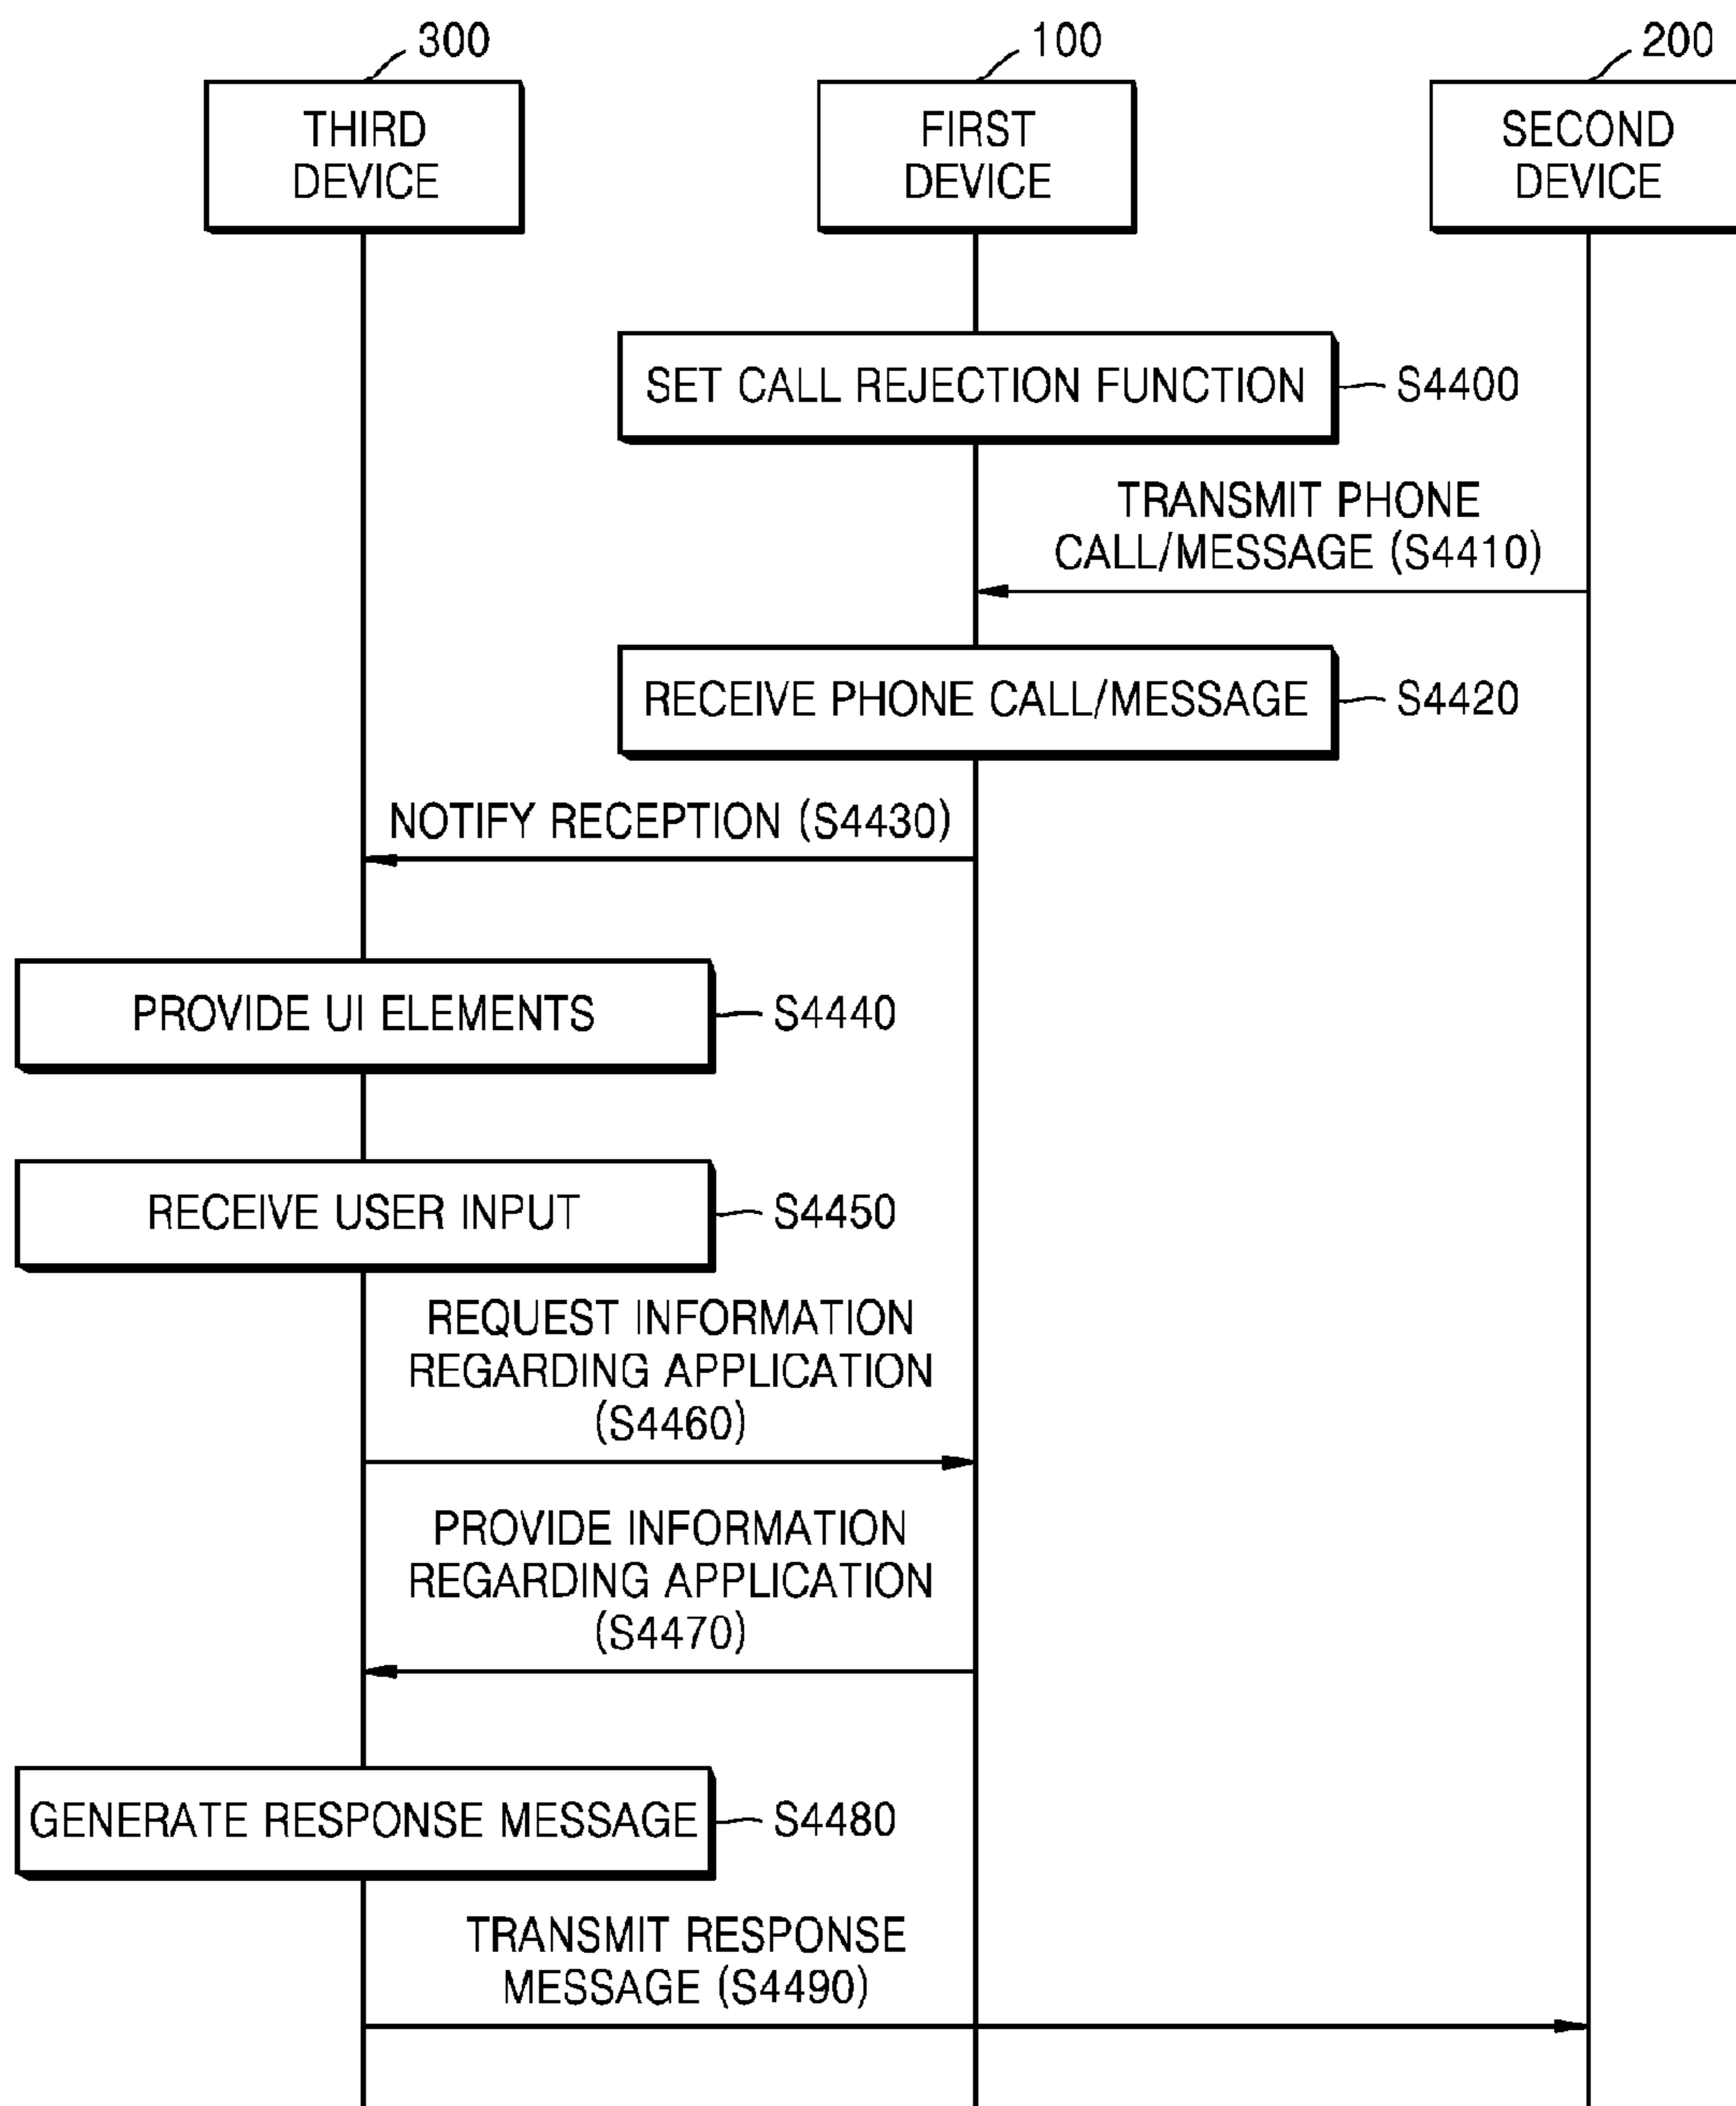 300
100
200
THIRD
DEVICE
FIRST
DEVICE
SECOND
DEVICE
SET CALL REJECTION FUNCTION
S4400
TRANSMIT PHONE
CALL/MESSAGE (S4410)
RECEIVE PHONE CALL/MESSAGE
S4420
NOTIFY RECEPTION (S4430)
PROVIDE UI ELEMENTS
S4440
RECEIVE USER INPUT
S4450
REQUEST INFORMATION
REGARDING APPLICATION
(S4460)
PROVIDE INFORMATION
REGARDING APPLICATION
(S4470)
GENERATE RESPONSE MESSAGE
S4480
TRANSMIT RESPONSE
MESSAGE (S4490)